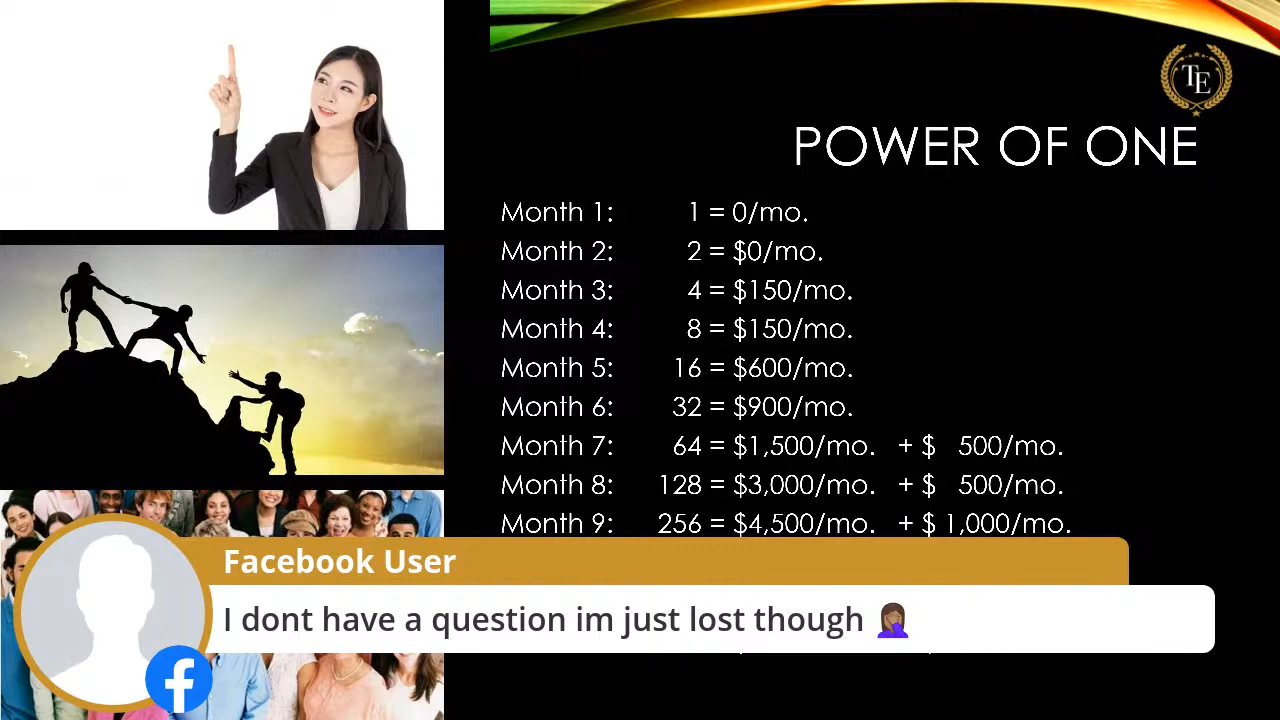 TE
POWER OF ONE
Month 1: 1 = 0/mo.
Month 2: 2 = $0/mo.
Month 3: 4 = $150/mo.
Month 4: 8 = $150/mo.
Month 5: 16 = $600/mo.
Month 6: 32 = $900/mo.
Month 7: 64 = $1,500/mo. + $ 500/mo.
Month 8: 128 = $3,000/mo. + $ 500/mo.
Month 9: 256 = $4,500/mo. + $ 1,000/mo.
Facebook User
I dont have a question im just lost though 🤦🏾‍♀️